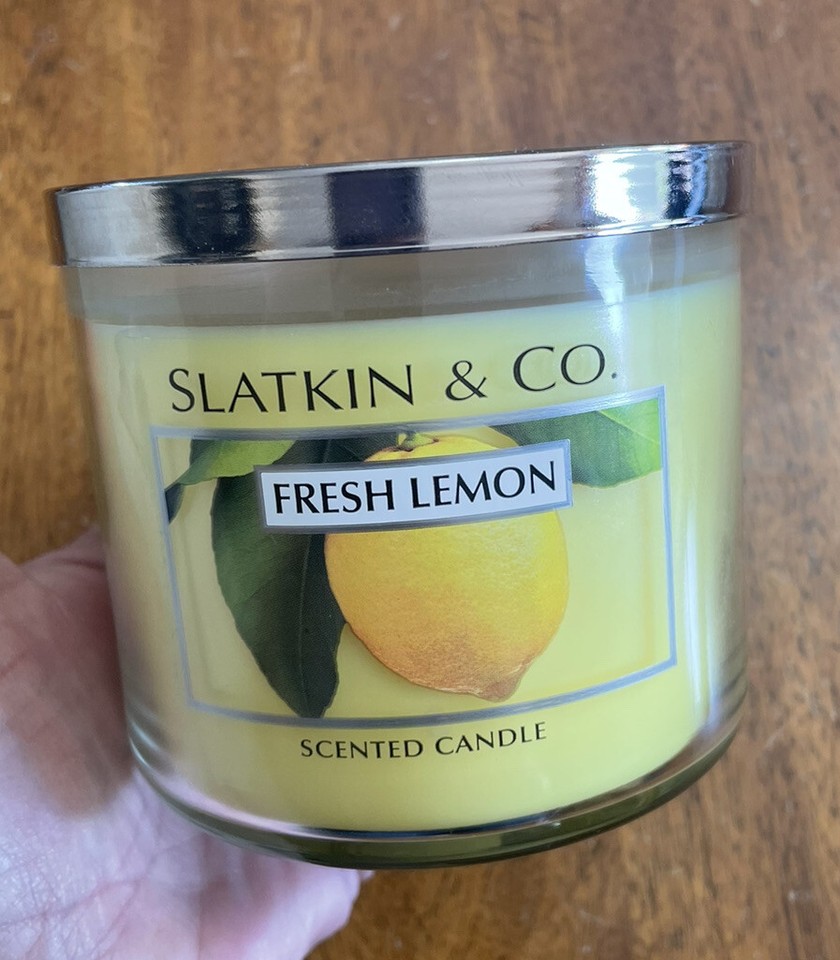 SLATKIN & CO.
FRESH LEMON
SCENTED CANDLE